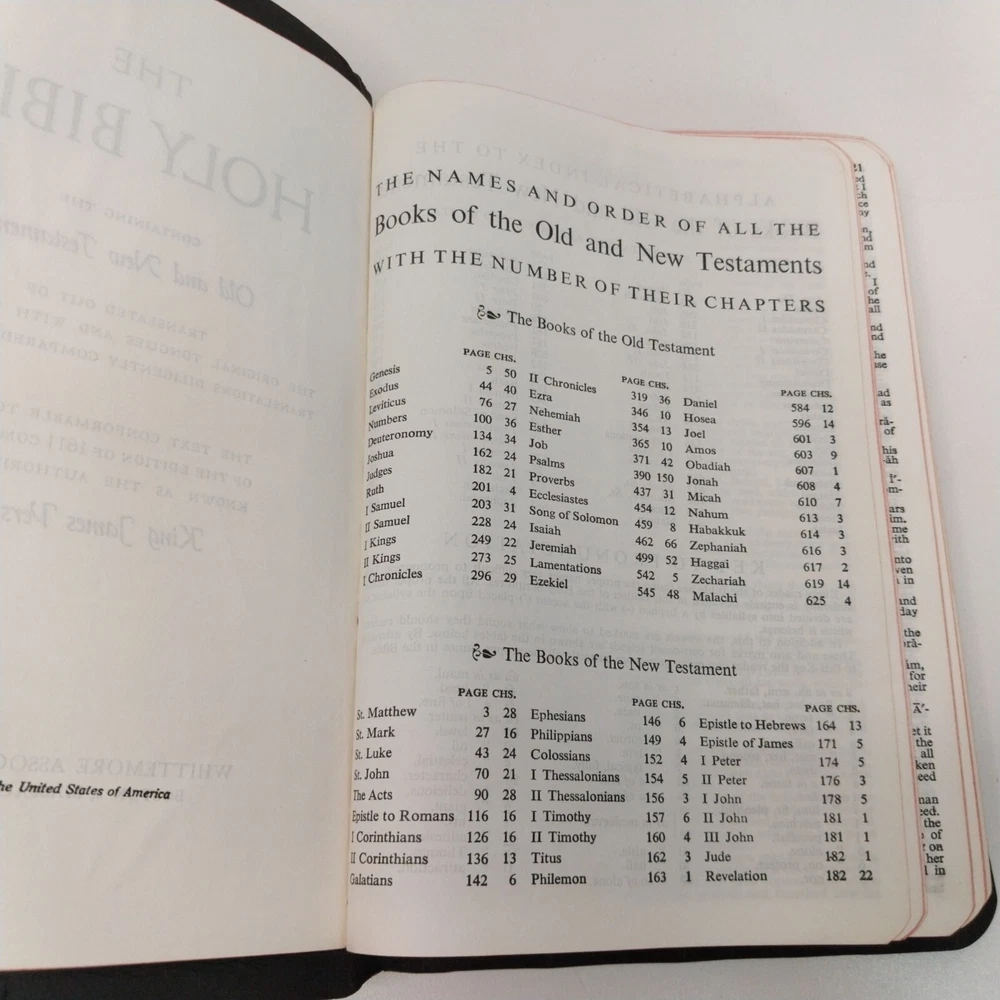 he United States of America
THE NAMES AND ORDER OF ALL THE
Books of the Old and New Testaments
WITH THE NUMBER OF THEIR CHAPTERS
The Books of the Old Testament
PAGE CHS.
Genesis 5 50
Exodus 44 40
Leviticus 76 27
Numbers 100 36
Deuteronomy 134 34
Joshua 162 24
Judges 182 21
Ruth 201 4
I Samuel 203 31
II Samuel 228 24
I Kings 249 22
II Kings 273 25
I Chronicles 296 29
PAGE CHS.
II Chronicles 319 36
Ezra 346 10
Nehemiah 354 13
Esther 365 10
Job 371 42
Psalms 390 150
Proverbs 437 31
Ecclesiastes 454 12
Song of Solomon 459 8
Isaiah 462 66
Jeremiah 499 52
Lamentations 542 5
Ezekiel 545 48
PAGE CHS.
Daniel 584 12
Hosea 596 14
Joel 601 3
Amos 603 9
Obadiah 607 1
Jonah 608 4
Micah 610 7
Nahum 613 3
Habakkuk 614 3
Zephaniah 616 3
Haggai 617 2
Zechariah 619 14
Malachi 625 4
The Books of the New Testament
PAGE CHS.
St. Matthew 3 28
St. Mark 27 16
St. Luke 43 24
St. John 70 21
The Acts 90 28
Epistle to Romans 116 16
I Corinthians 126 16
II Corinthians 136 13
Galatians 142 6
PAGE CHS.
Ephesians 146 6
Philippians 149 4
Colossians 152 4
I Thessalonians 154 5
II Thessalonians 156 3
I Timothy 157 6
II Timothy 160 4
Titus 162 3
Philemon 163 1
PAGE CHS.
Epistle to Hebrews 164 13
Epistle of James 171 5
I Peter 174 5
II Peter 176 3
I John 178 5
II John 181 1
III John 181 1
Jude 182 1
Revelation 182 22